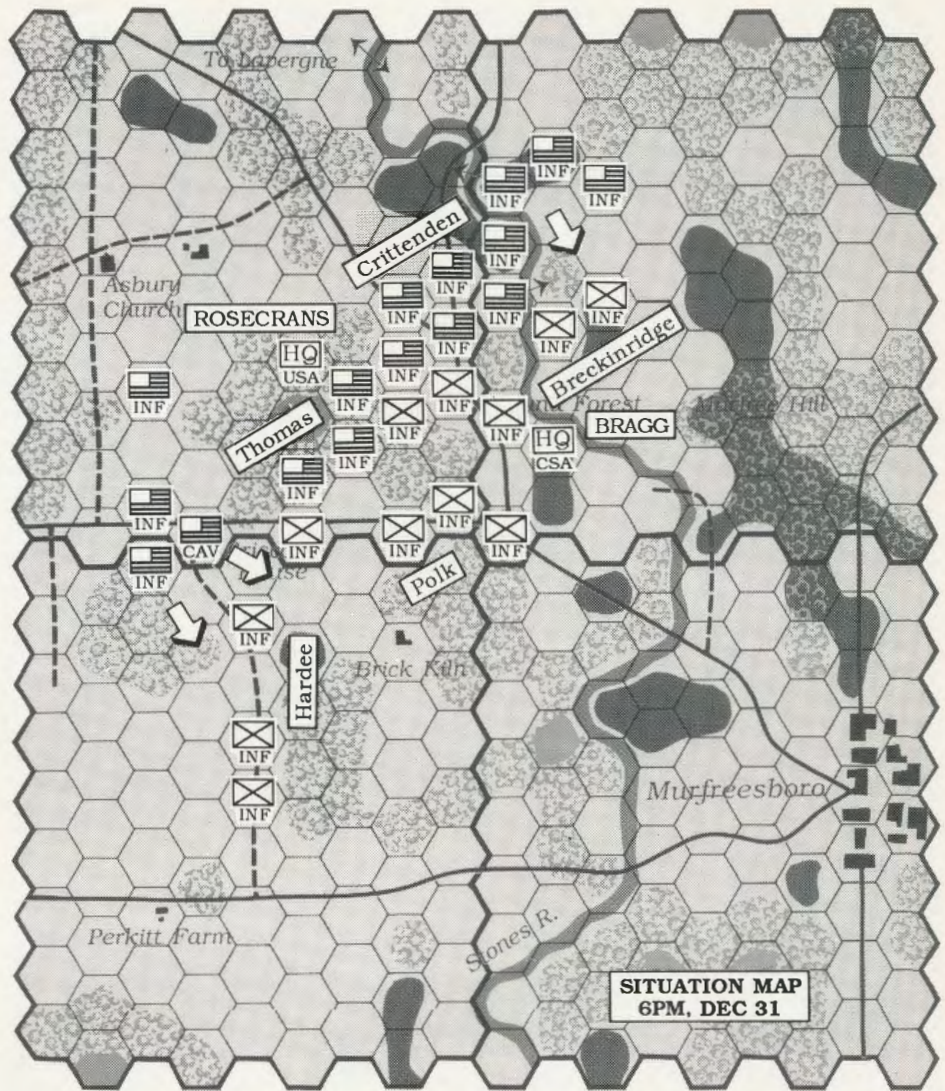 To Lavergne
INF
INF
INF
Crittenden
INF
INF
Asbury
Church
INF
INF
INF
ROSECRANS
INF
INF
Breckinridge
HQ
USA
INF
INF
INF
INF
Forest
Hill
INF
INF
BRAGG
Thomas
HQ
CSA
INF
INF
INF
INF
CAV
INF
INF
INF
INF
Polk
INF
Hardee
Brick Kiln
INF
INF
Murfreesboro
Perkitt Farm
Stones R.
SITUATION MAP
6PM, DEC 31